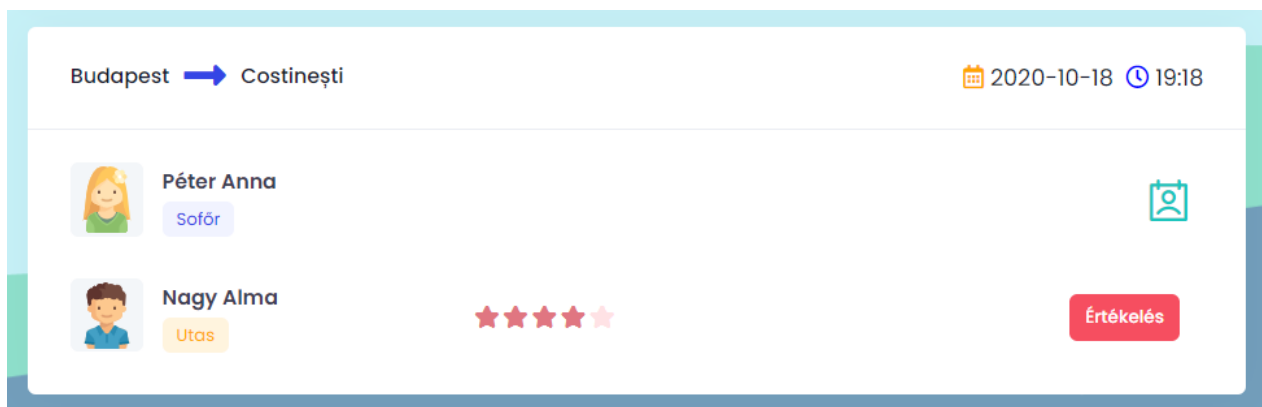 Budapest Costinești 2020-10-18 19:18
Péter Anna
Sofőr
Nagy Alma
Utas
Értékelés